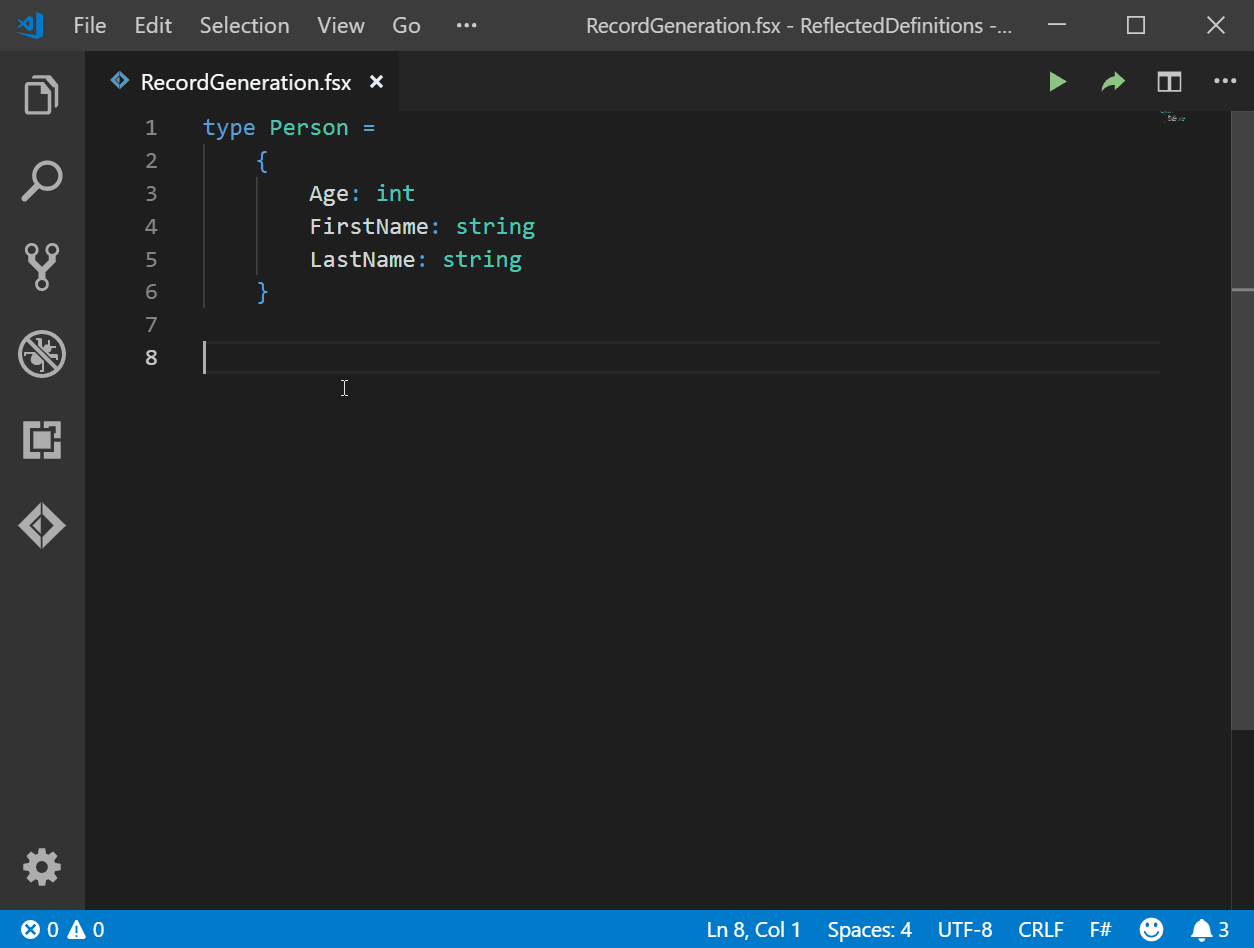 File Edit Selection View Go ··· RecordGeneration.fsx - ReflectedDefinitions -...
RecordGeneration.fsx
1 type Person =
2     {
3         Age: int
4         FirstName: string
5         LastName: string
6     }
7
8
0 0 Ln 8, Col 1 Spaces: 4 UTF-8 CRLF F# 3